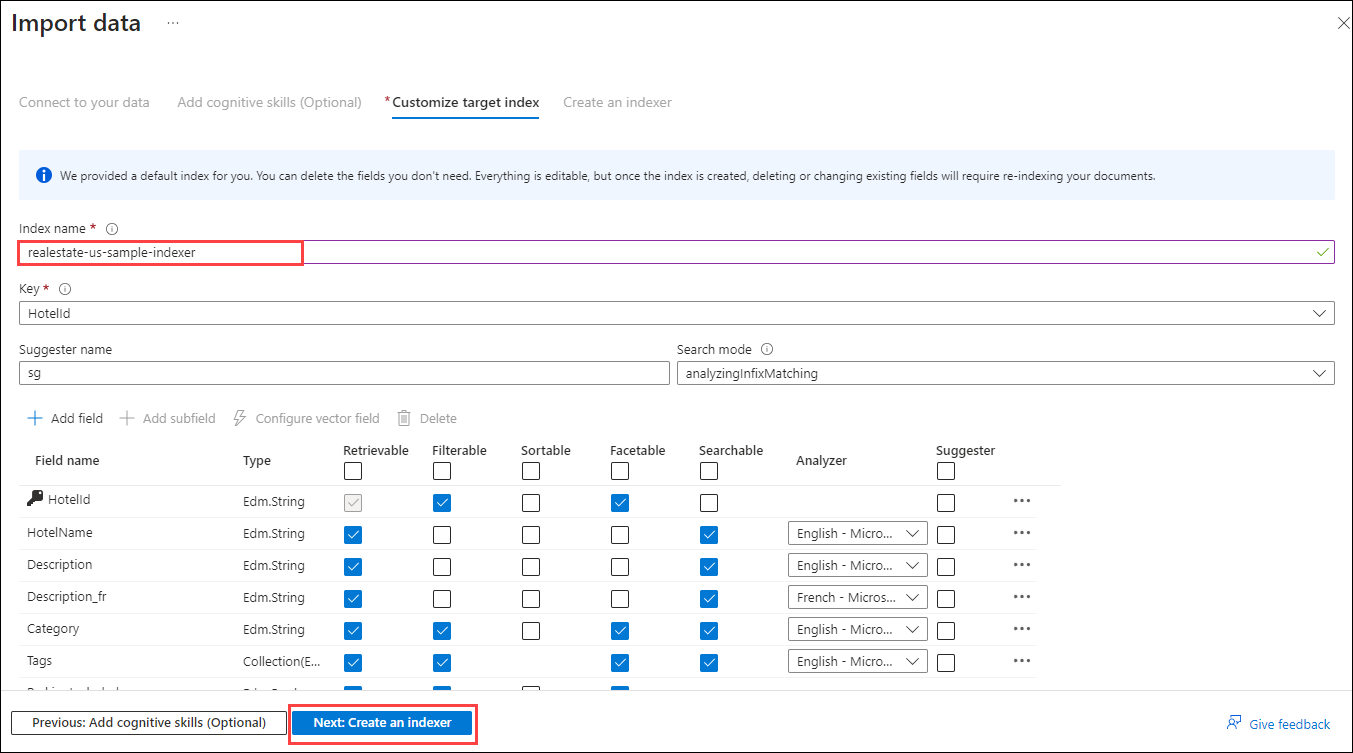 Import data ...
Connect to your data Add cognitive skills (Optional) * Customize target index Create an indexer
We provided a default index for you. You can delete the fields you don't need. Everything is editable, but once the index is created, deleting or changing existing fields will require re-indexing your documents.
Index name *
realestate-us-sample-indexer
Key *
HotelId
Suggester name Search mode
sg analyzingInfixMatching
Add field Add subfield Configure vector field Delete
Field name Type Retrievable Filterable Sortable Facetable Searchable Analyzer Suggester
HotelId Edm.String ...
HotelName Edm.String English - Micro... ...
Description Edm.String English - Micro... ...
Description_fr Edm.String French - Micros... ...
Category Edm.String English - Micro... ...
Tags Collection(E... English - Micro... ...
Previous: Add cognitive skills (Optional) Next: Create an indexer Give feedback